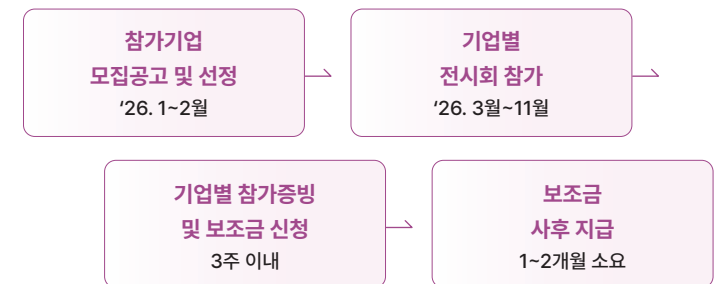 참가기업
모집공고 및 선정
‘26. 1~2월
기업별
전시회 참가
‘26. 3월~11월
기업별 참가증빙
및 보조금 신청
3주 이내
보조금
사후 지급
1~2개월 소요